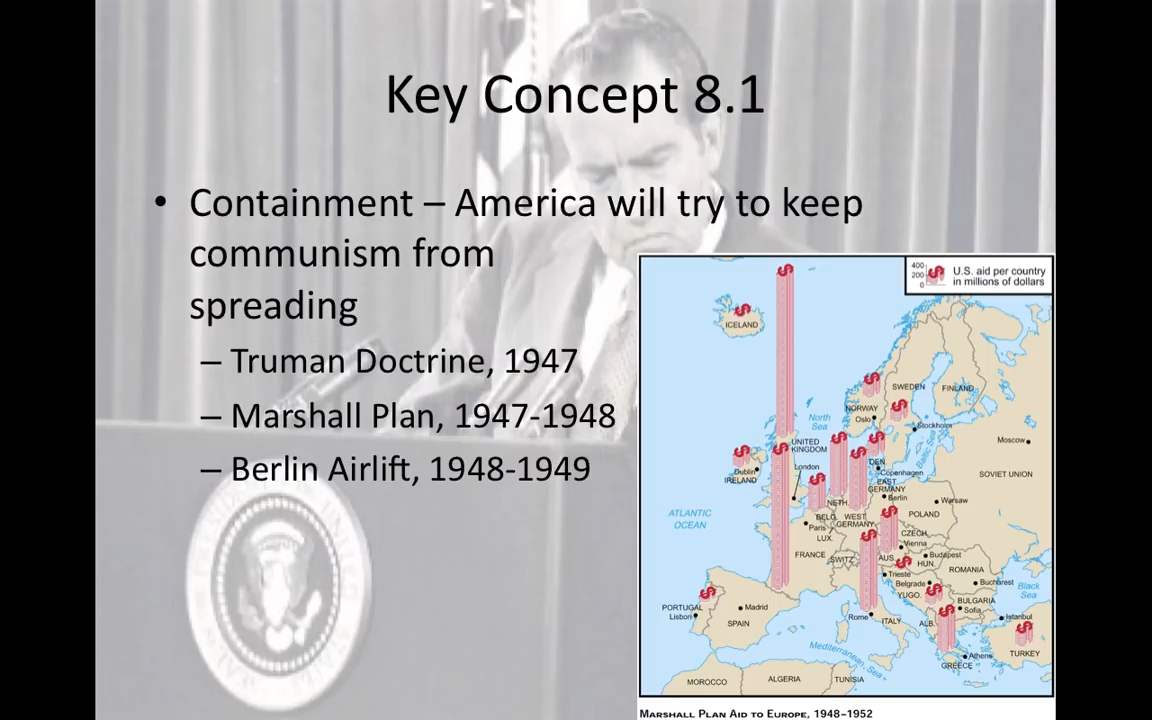 Key Concept 8.1
• Containment – America will try to keep
communism from
spreading
– Truman Doctrine, 1947
– Marshall Plan, 1947-1948
– Berlin Airlift, 1948-1949
400
200
0
U.S. aid per country
in millions of dollars
ICELAND
SWEDEN
FINLAND
NORWAY
Oslo
North
Sea
Stockholm
Baltic Sea
Moscow
UNITED
KINGDOM
DEN.
Dublin
IRELAND
London
Copenhagen
SOVIET UNION
EAST
GERMANY
Berlin
Warsaw
NETH.
ATLANTIC
OCEAN
BELG.
WEST
GERMANY
POLAND
Paris
LUX.
CZECH.
Vienna
FRANCE
SWITZ.
AUS.
Budapest
HUN.
ROMANIA
Trieste
Belgrade
Bucharest
Black
Sea
YUGO.
BULGARIA
PORTUGAL
Lisbon
Madrid
SPAIN
Rome
ITALY
ALB.
Sofia
Istanbul
Mediterranean Sea
Athens
GREECE
TURKEY
MOROCCO
ALGERIA
TUNISIA
MARSHALL PLAN AID TO EUROPE, 1948–1952